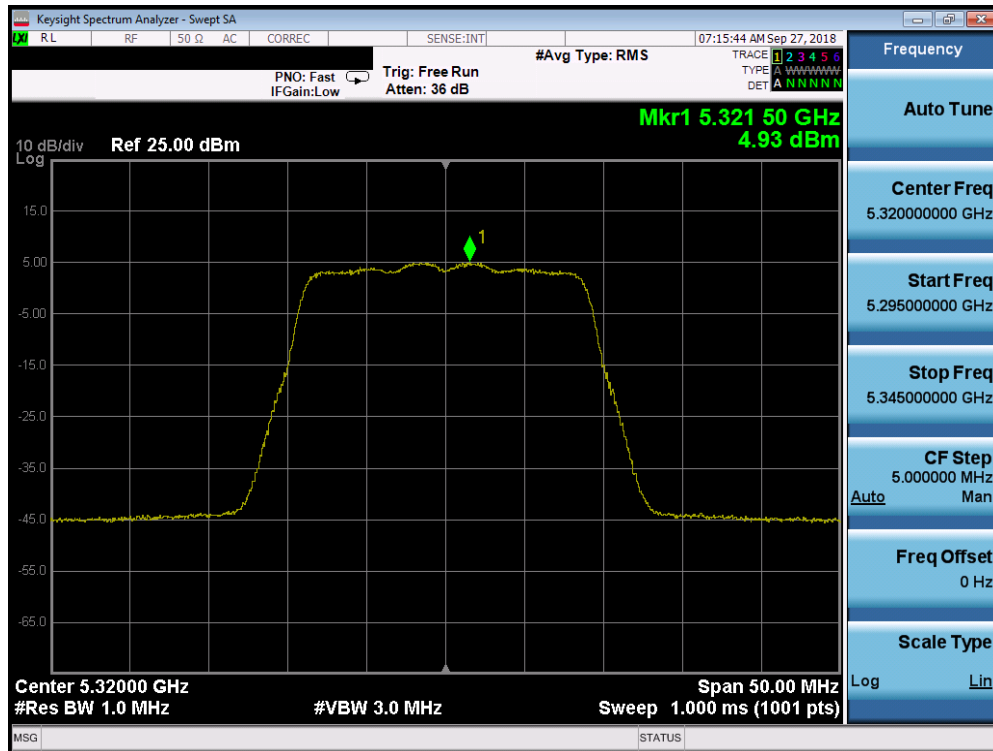 Keysight Spectrum Analyzer - Swept SA
LXI RL RF 50 Ω AC CORREC SENSE:INT 07:15:44 AM Sep 27, 2018
#Avg Type: RMS
TRACE 1 2 3 4 5 6
TYPE A WWWWW
DET A N N N N N
PNO: Fast
IFGain:Low
Trig: Free Run
Atten: 36 dB
Mkr1 5.321 50 GHz
4.93 dBm
10 dB/div Ref 25.00 dBm
Log
15.0
5.00
1
-5.00
-15.0
-25.0
-35.0
-45.0
-55.0
-65.0
Center 5.32000 GHz Span 50.00 MHz
#Res BW 1.0 MHz #VBW 3.0 MHz Sweep 1.000 ms (1001 pts)
MSG STATUS
Frequency
Auto Tune
Center Freq
5.320000000 GHz
Start Freq
5.295000000 GHz
Stop Freq
5.345000000 GHz
CF Step
5.000000 MHz
Auto Man
Freq Offset
0 Hz
Scale Type
Log Lin